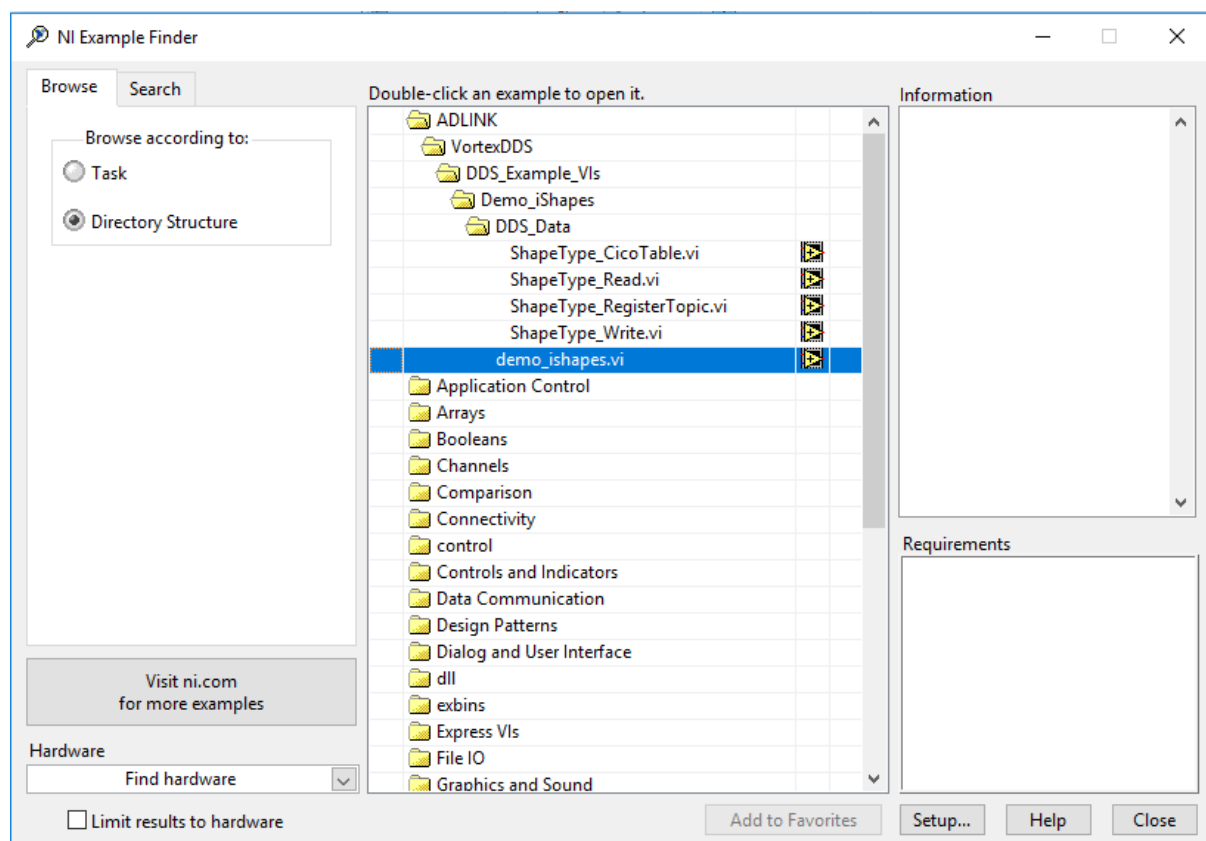 NI Example Finder
Browse
Search
Browse according to:
Task
Directory Structure
Visit ni.com
for more examples
Hardware
Find hardware
Limit results to hardware
Double-click an example to open it.
ADLINK
VortexDDS
DDS_Example_VIs
Demo_iShapes
DDS_Data
ShapeType_CicoTable.vi
ShapeType_Read.vi
ShapeType_RegisterTopic.vi
ShapeType_Write.vi
demo_ishapes.vi
Application Control
Arrays
Booleans
Channels
Comparison
Connectivity
control
Controls and Indicators
Data Communication
Design Patterns
Dialog and User Interface
dll
exbins
Express VIs
File IO
Graphics and Sound
Information
Requirements
Add to Favorites
Setup...
Help
Close